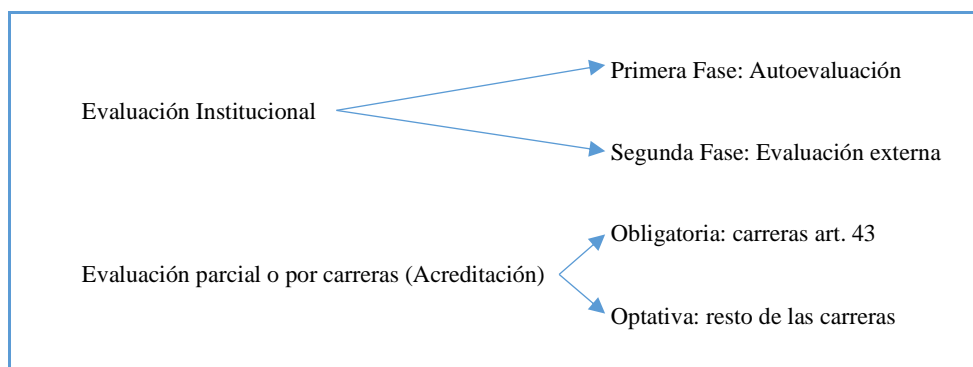 Primera Fase: Autoevaluación
Evaluación Institucional
Segunda Fase: Evaluación externa
Obligatoria: carreras art. 43
Evaluación parcial o por carreras (Acreditación)
Optativa: resto de las carreras